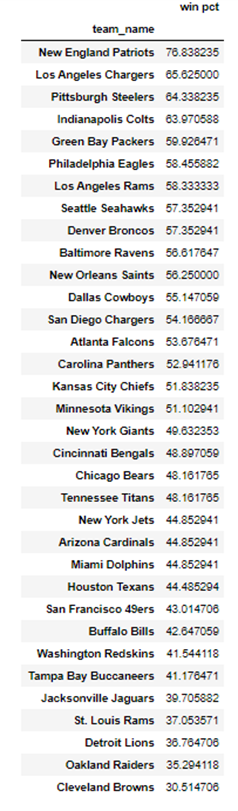 win pct
team_name
New England Patriots 76.838235
Los Angeles Chargers 65.625000
Pittsburgh Steelers 64.338235
Indianapolis Colts 63.970588
Green Bay Packers 59.926471
Philadelphia Eagles 58.455882
Los Angeles Rams 58.333333
Seattle Seahawks 57.352941
Denver Broncos 57.352941
Baltimore Ravens 56.617647
New Orleans Saints 56.250000
Dallas Cowboys 55.147059
San Diego Chargers 54.166667
Atlanta Falcons 53.676471
Carolina Panthers 52.941176
Kansas City Chiefs 51.838235
Minnesota Vikings 51.102941
New York Giants 49.632353
Cincinnati Bengals 48.897059
Chicago Bears 48.161765
Tennessee Titans 48.161765
New York Jets 44.852941
Arizona Cardinals 44.852941
Miami Dolphins 44.852941
Houston Texans 44.485294
San Francisco 49ers 43.014706
Buffalo Bills 42.647059
Washington Redskins 41.544118
Tampa Bay Buccaneers 41.176471
Jacksonville Jaguars 39.705882
St. Louis Rams 37.053571
Detroit Lions 36.764706
Oakland Raiders 35.294118
Cleveland Browns 30.514706